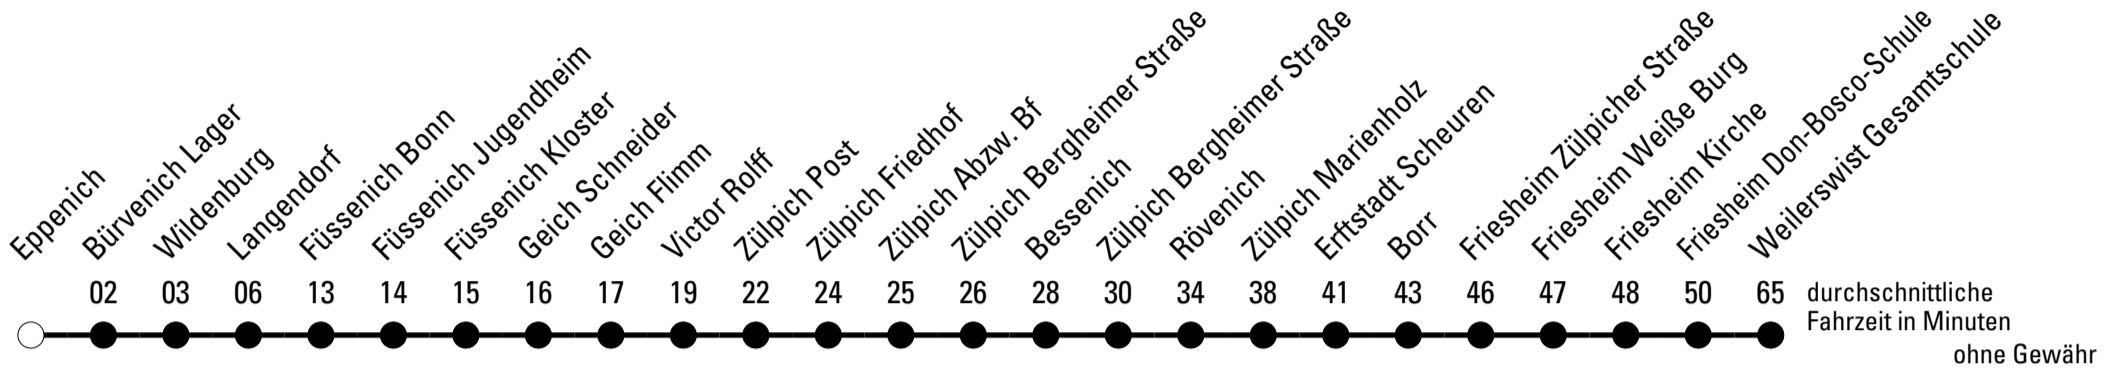 Eppenich
Bürvenich Lager
Wildenburg
Langendorf
Füssenich Bonn
Füssenich Jugendheim
Füssenich Kloster
Geich Schneider
Geich Flimm
Victor Rolff
Zülpich Post
Zülpich Friedhof
Zülpich Abzw. Bf
Zülpich Bergheimer Straße
Bessenich
Zülpich Bergheimer Straße
Rövenich
Zülpich Marienholz
Erftstadt Scheuren
Borr
Friesheim Zülpicher Straße
Friesheim Weiße Burg
Friesheim Kirche
Friesheim Don-Bosco-Schule
Weilerswist Gesamtschule
02 03 06 13 14 15 16 17 19 22 24 25 26 28 30 34 38 41 43 46 47 48 50 65
durchschnittliche
Fahrzeit in Minuten
ohne Gewähr